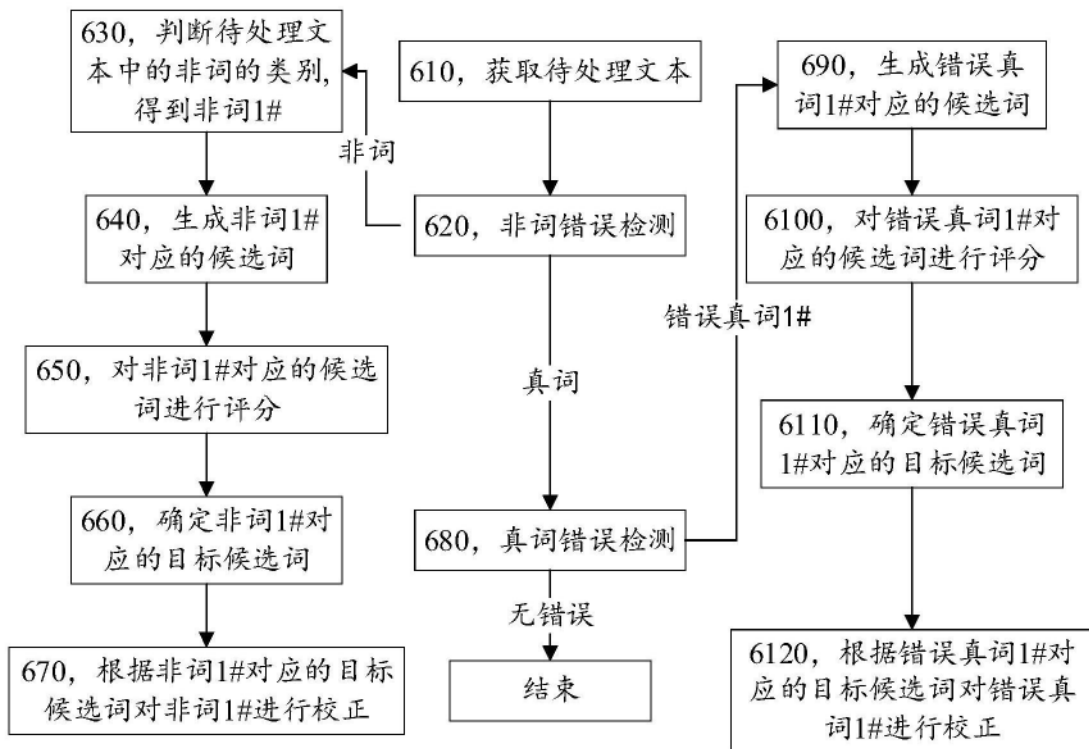 630，判断待处理文
本中的非词的类别,
得到非词1#
非词
640，生成非词1#
对应的候选词
650，对非词1#对应的候选
词进行评分
660，确定非词1#对
应的目标候选词
670，根据非词1#对应的目标
候选词对非词1#进行校正
610，获取待处理文本
620，非词错误检测
真词
680，真词错误检测
无错误
结束
错误真词1#
690，生成错误真
词1#对应的候选词
6100，对错误真词1#对
应的候选词进行评分
6110，确定错误真词
1#对应的目标候选词
6120，根据错误真词1#对
应的目标候选词对错误真
词1#进行校正